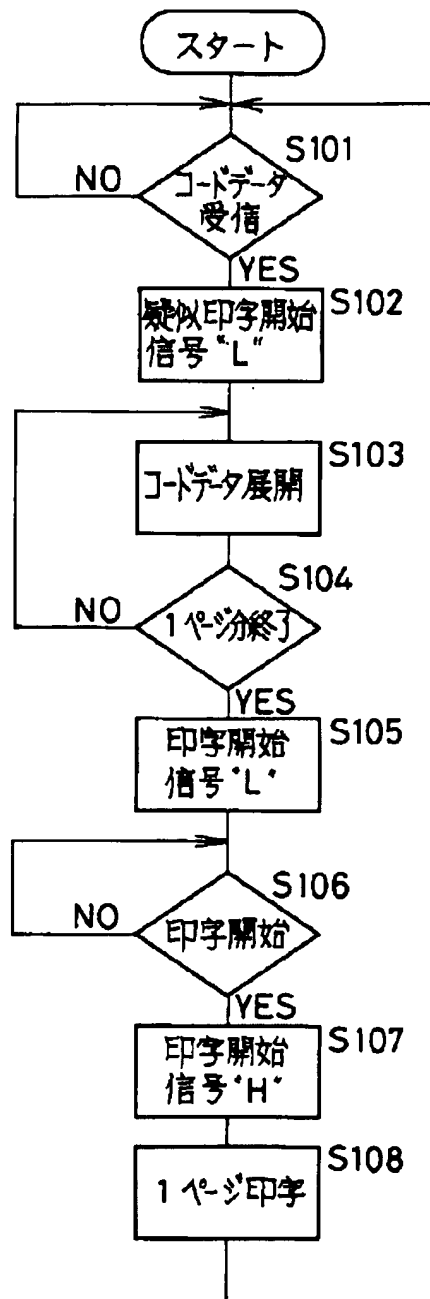 スタート
S101
NO
コードデータ
受信
YES
S102
疑似印字開始
信号"L"
S103
コードデータ展開
S104
NO
1ページ分終了
YES
S105
印字開始
信号"L"
S106
NO
印字開始
YES
S107
印字開始
信号"H"
S108
1ページ印字